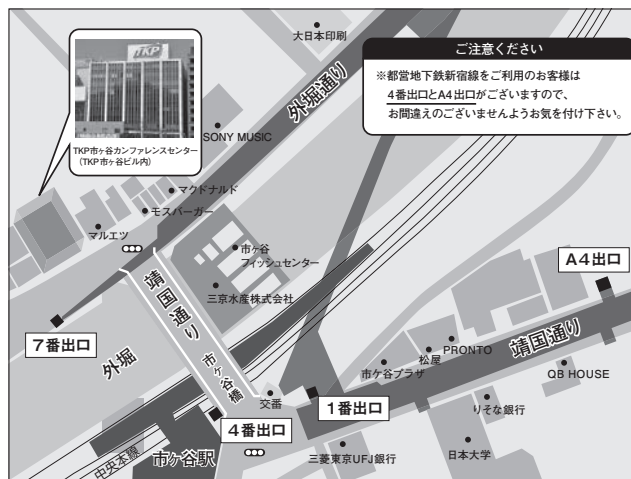 TKP
TKP市ヶ谷カンファレンスセンター
(TKP市ヶ谷ビル内)
大日本印刷
外堀通り
ご注意ください
※都営地下鉄新宿線をご利用のお客様は
4番出口とA4出口がございますので、
お間違えのございませんようお気を付け下さい。
SONY MUSIC
マクドナルド
モスバーガー
マルエツ
市ヶ谷
フィッシュセンター
三京水産株式会社
靖国通り
A4出口
7番出口
外堀
市ヶ谷橋
PRONTO
松屋
市ヶ谷プラザ
靖国通り
QB HOUSE
交番
1番出口
りそな銀行
4番出口
中央本線
市ヶ谷駅
三菱東京UFJ銀行
日本大学